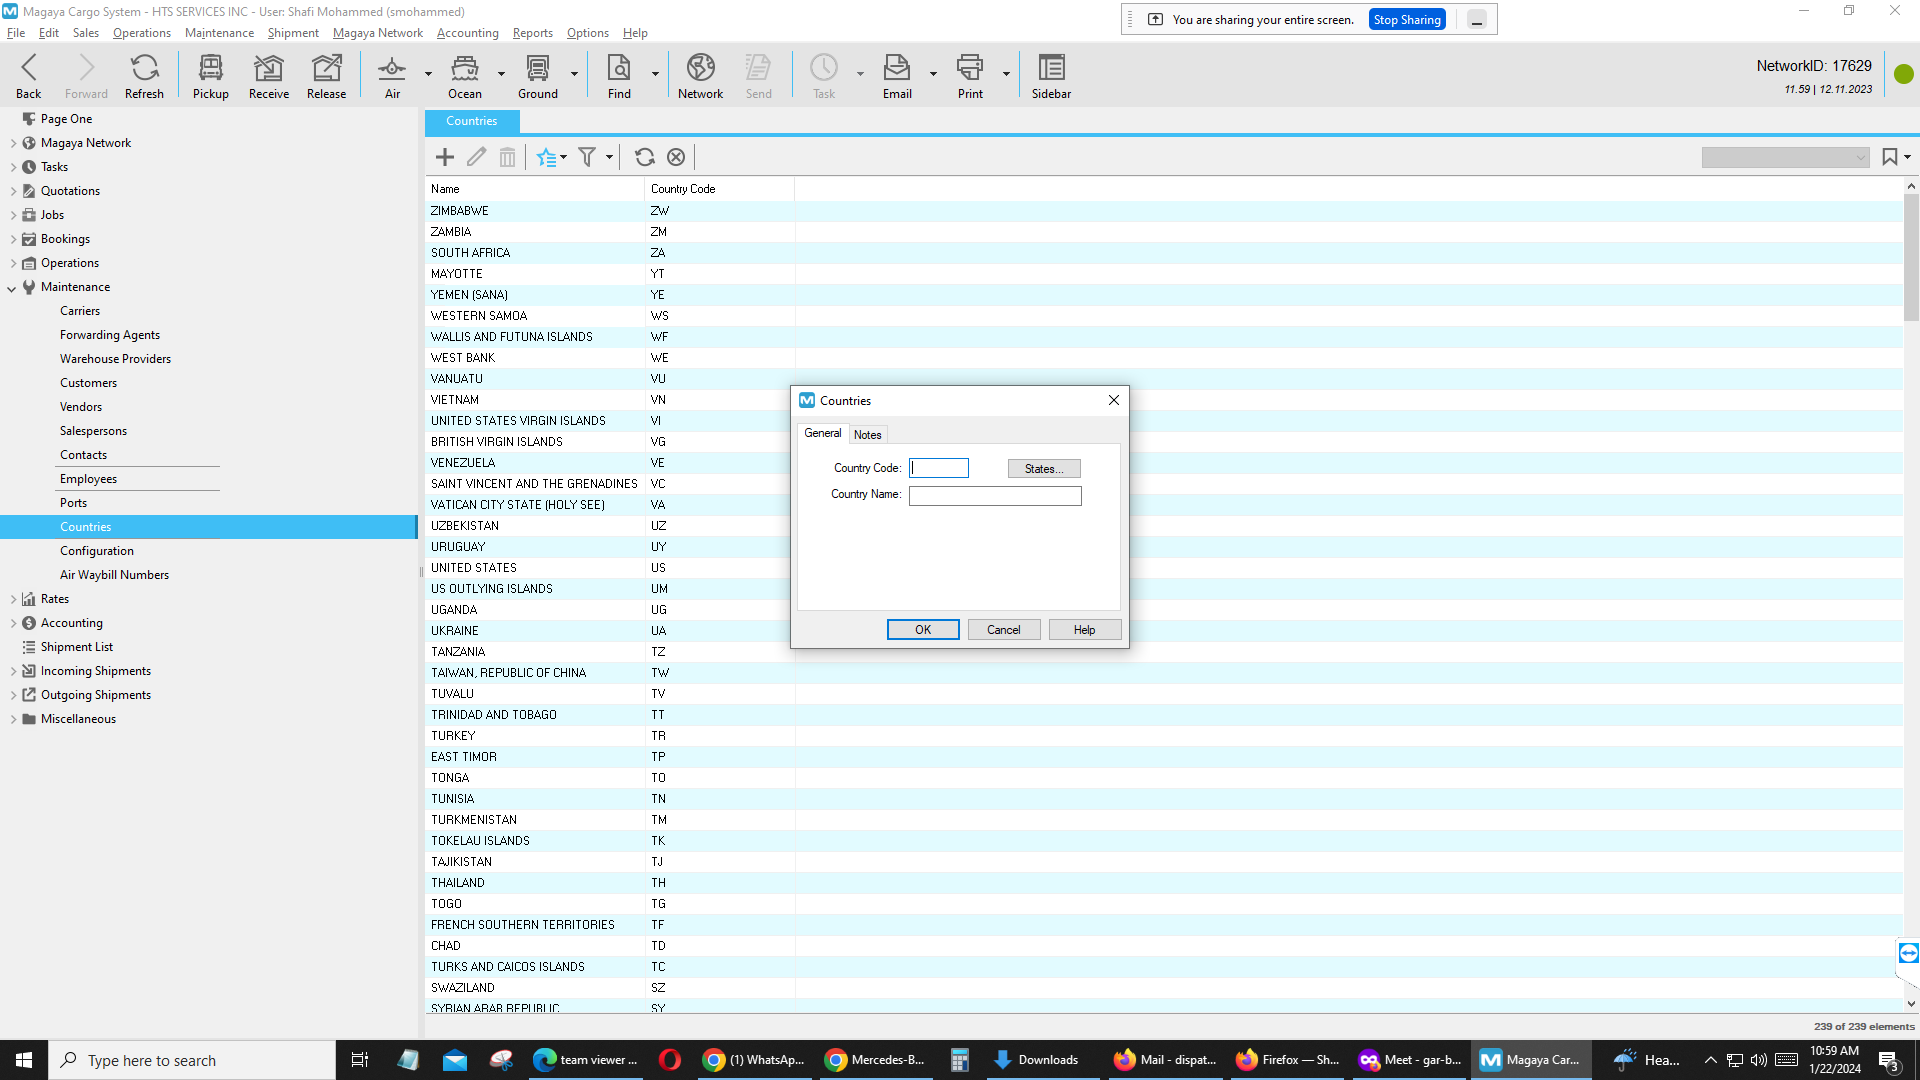 Magaya Cargo System - HTS SERVICES INC - User: Shafi Mohammed (smohammed)
You are sharing your entire screen.
Stop Sharing
File Edit Sales Operations Maintenance Shipment Magaya Network Accounting Reports Options Help
Back Forward Refresh Pickup Receive Release Air Ocean Ground Find Network Send Task Email Print Sidebar
NetworkID: 17629
11.59 | 12.11.2023
Page One
Magaya Network
Tasks
Quotations
Jobs
Bookings
Operations
Maintenance
Carriers
Forwarding Agents
Warehouse Providers
Customers
Vendors
Salespersons
Contacts
Employees
Ports
Countries
Configuration
Air Waybill Numbers
Rates
Accounting
Shipment List
Incoming Shipments
Outgoing Shipments
Miscellaneous
Countries
Name Country Code
ZIMBABWE ZW
ZAMBIA ZM
SOUTH AFRICA ZA
MAYOTTE YT
YEMEN (SANA) YE
WESTERN SAMOA WS
WALLIS AND FUTUNA ISLANDS WF
WEST BANK WE
VANUATU VU
VIETNAM VN
UNITED STATES VIRGIN ISLANDS VI
BRITISH VIRGIN ISLANDS VG
VENEZUELA VE
SAINT VINCENT AND THE GRENADINES VC
VATICAN CITY STATE (HOLY SEE) VA
UZBEKISTAN UZ
URUGUAY UY
UNITED STATES US
US OUTLYING ISLANDS UM
UGANDA UG
UKRAINE UA
TANZANIA TZ
TAIWAN, REPUBLIC OF CHINA TW
TUVALU TV
TRINIDAD AND TOBAGO TT
TURKEY TR
EAST TIMOR TP
TONGA TO
TUNISIA TN
TURKMENISTAN TM
TOKELAU ISLANDS TK
TAJIKISTAN TJ
THAILAND TH
TOGO TG
FRENCH SOUTHERN TERRITORIES TF
CHAD TD
TURKS AND CAICOS ISLANDS TC
SWAZILAND SZ
SYRIAN ARAB REPUBLIC SY
Countries
General Notes
Country Code:
States...
Country Name:
OK Cancel Help
239 of 239 elements
Type here to search
team viewer ...
(1) WhatsAp...
Mercedes-B...
Downloads
Mail - dispat...
Firefox — Sh...
Meet - gar-b...
Magaya Car...
Hea...
10:59 AM
1/22/2024
3